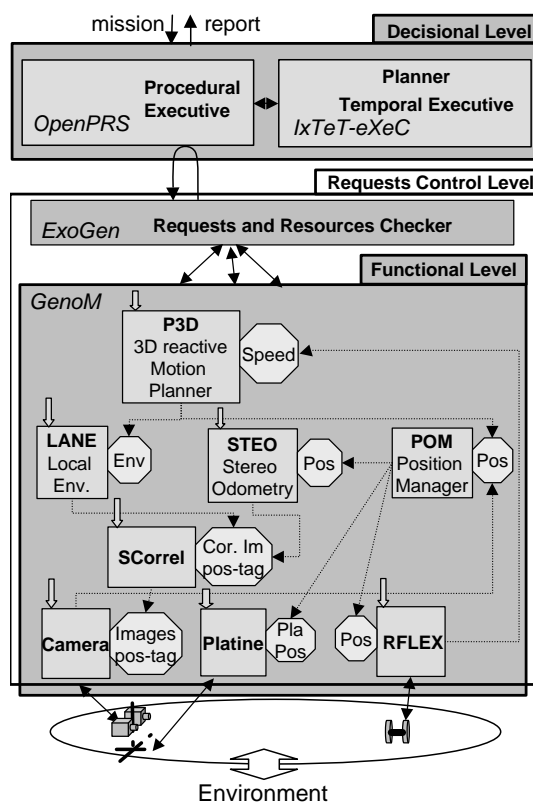 mission report
Decisional Level
Procedural
Executive
OpenPRS
Planner
Temporal Executive
IxTeT-eXeC
Requests Control Level
ExoGen
Requests and Resources Checker
Functional Level
GenoM
P3D
3D reactive
Motion
Planner
Speed
LANE
Local
Env.
Env
STEO
Stereo
Odometry
Pos
POM
Position
Manager
Pos
SCorrel
Cor. Im
pos-tag
Camera
Images
pos-tag
Platine
Pla
Pos
Pos
RFLEX
Environment